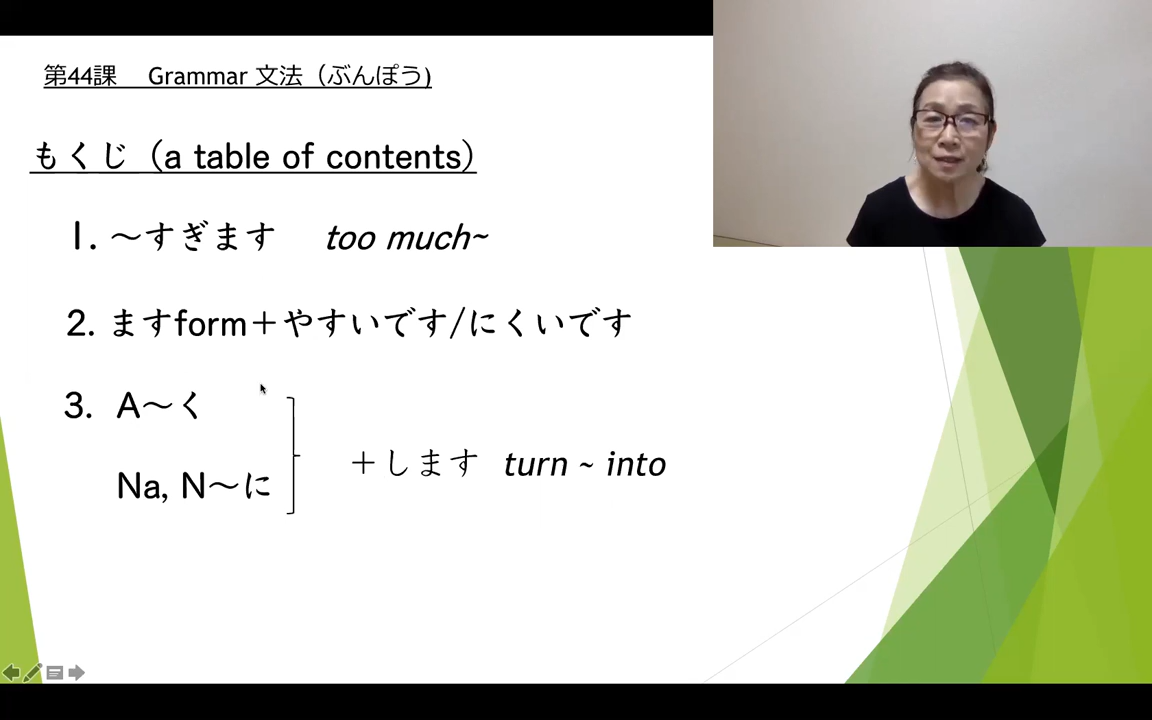 第44課　Grammar 文法（ぶんぽう)
もくじ（a table of contents）
1. ～すぎます　too much~
2. ますform＋やすいです/にくいです
3. A～く
＋します turn ~ into
Na, N～に